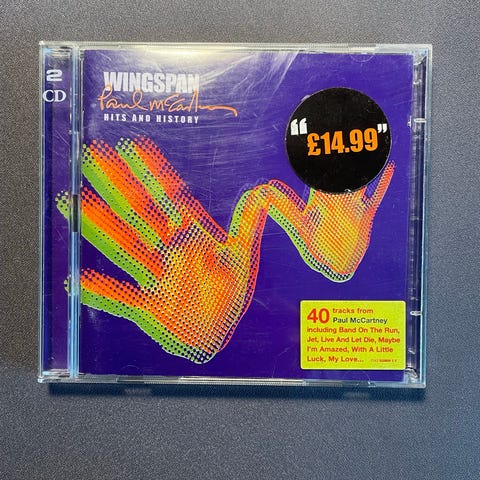 2
CD
WINGSPAN
Paul McCartney
HITS AND HISTORY
“£14.99”
40 tracks from
Paul McCartney
including Band On The Run,
Jet, Live And Let Die, Maybe
I'm Amazed, With A Little
Luck, My Love...